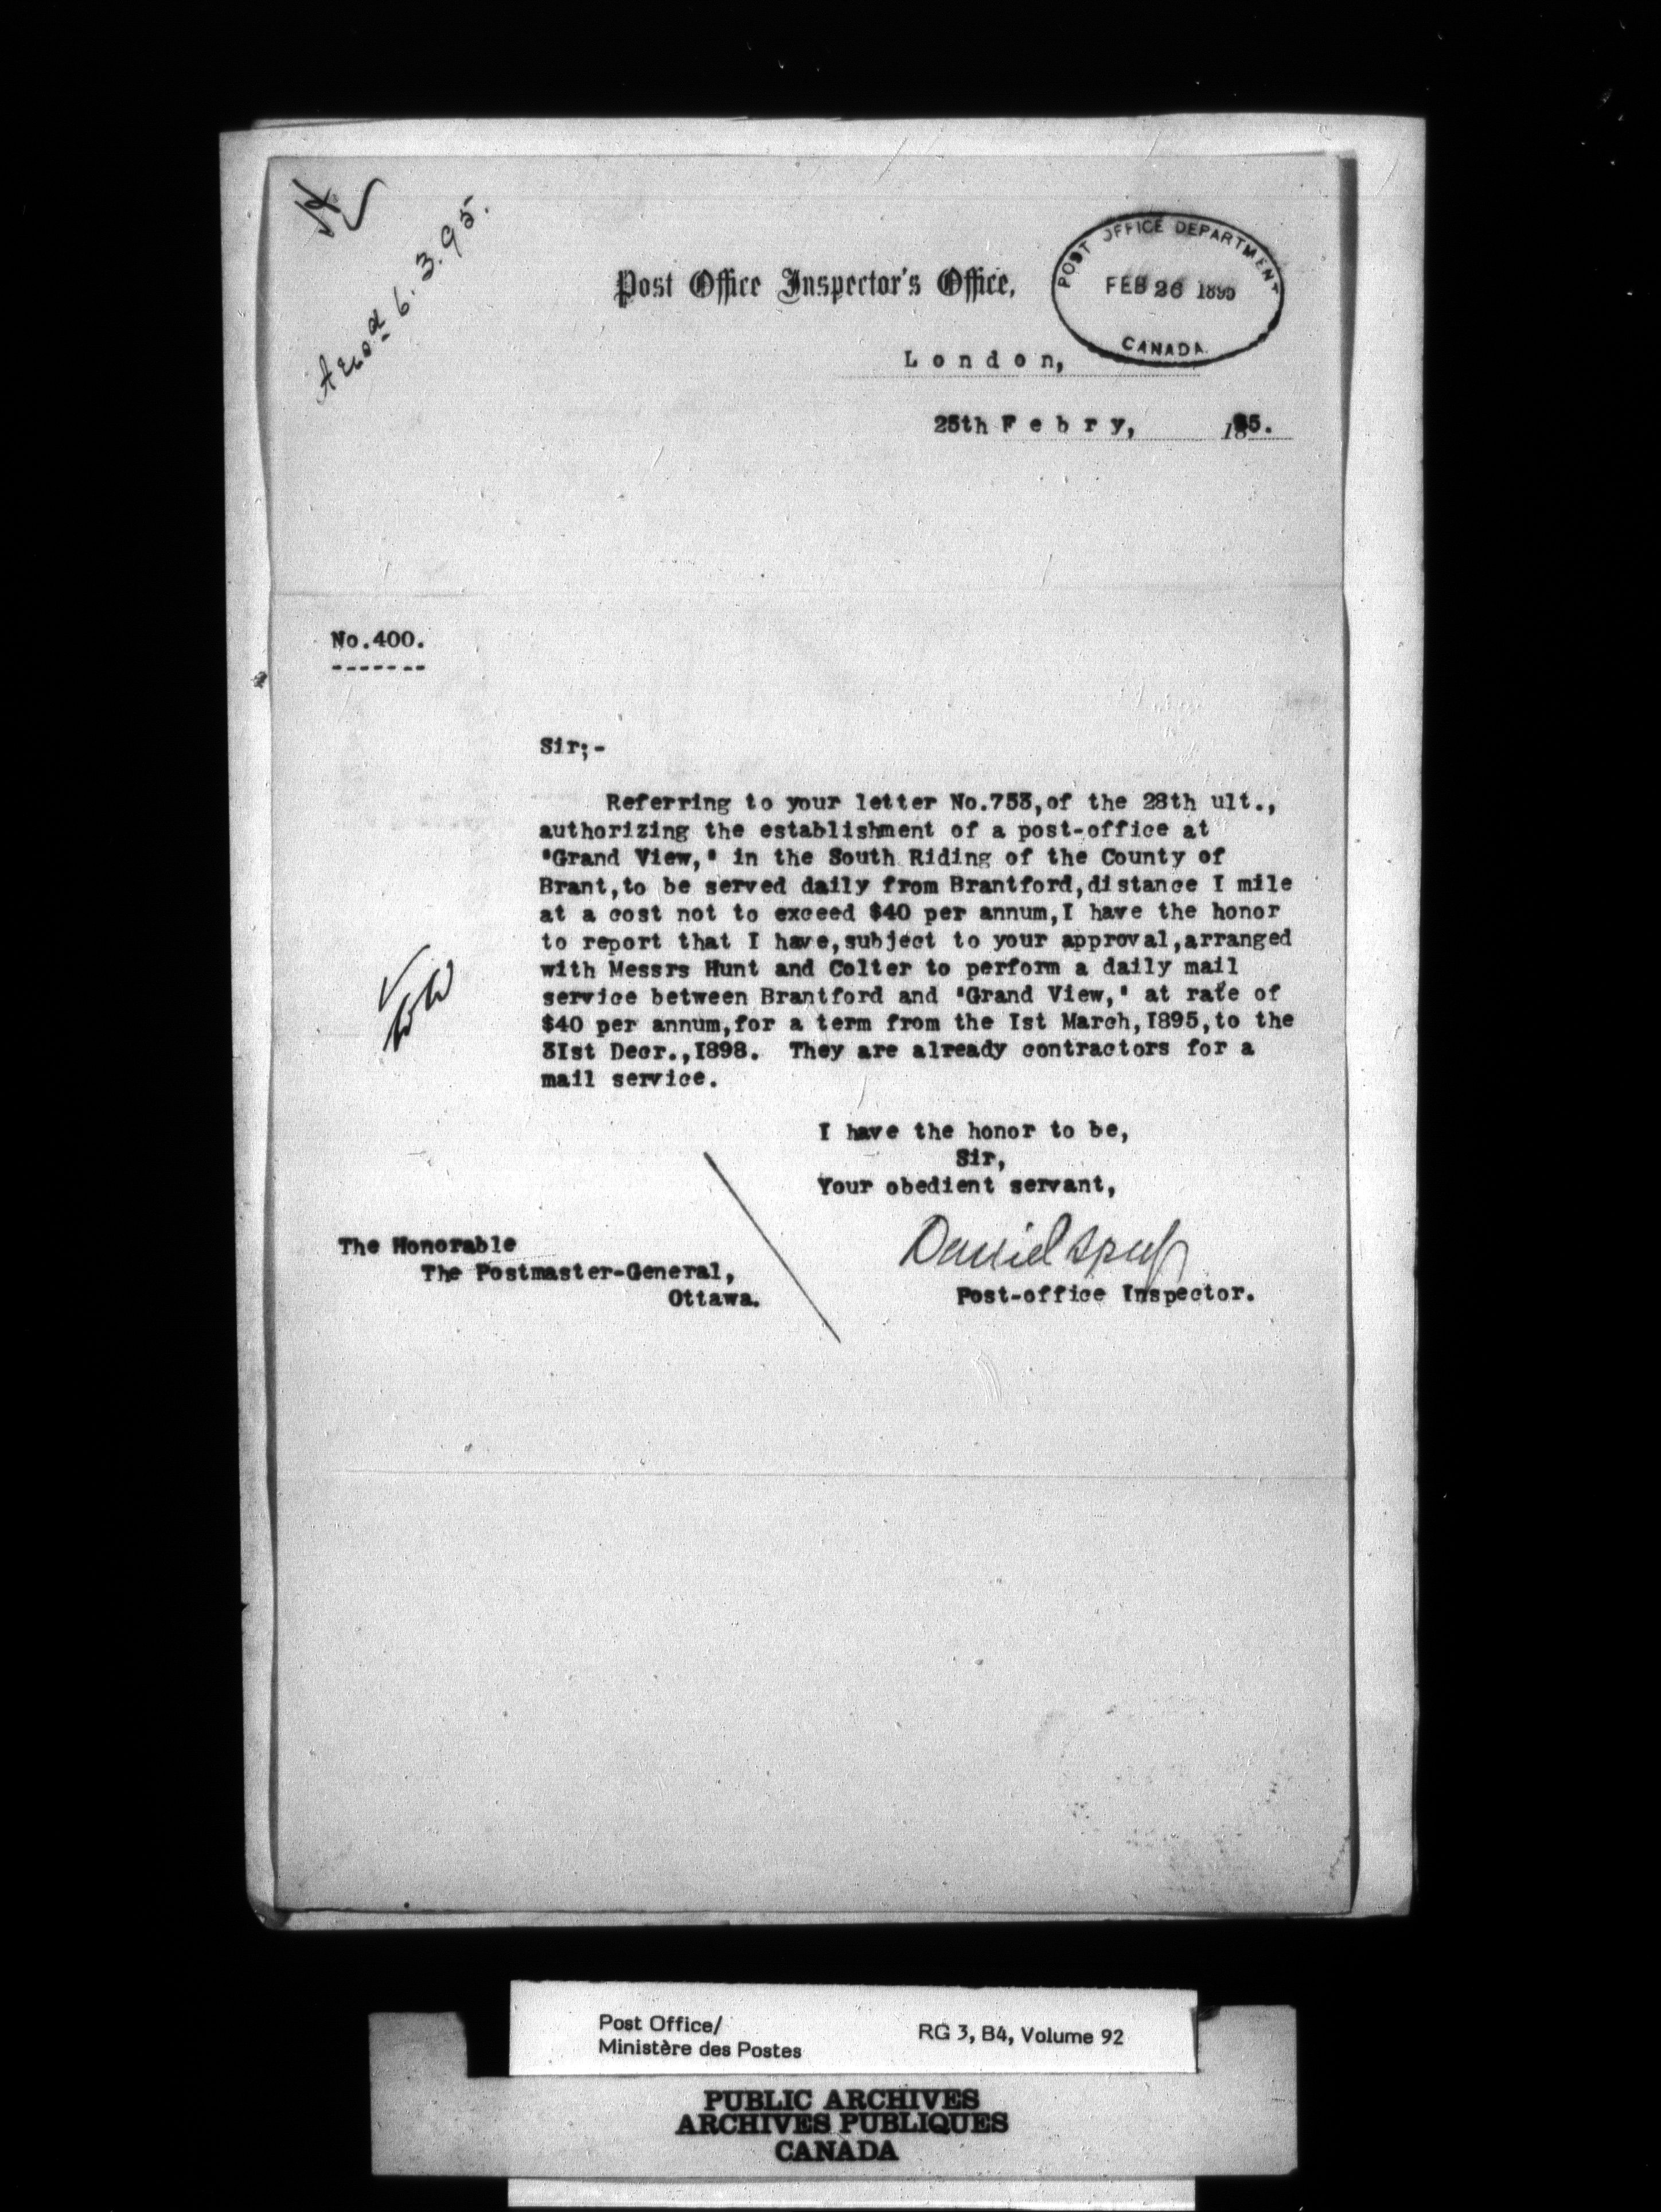 6.3.95.
Post Office Inspector's Office,
POST OFFICE DEPARTMENT
FEB 26 1895
CANADA
London,
25th Febry, 1895.
No.400.
-------
Sir;-
Referring to your letter No.753,of the 28th ult.,
authorizing the establishment of a post-office at
"Grand View," in the South Riding of the County of
Brant,to be served daily from Brantford,distance I mile
at a cost not to exceed $40 per annum,I have the honor
to report that I have,subject to your approval,arranged
with Messrs Hunt and Colter to perform a daily mail
service between Brantford and "Grand View," at rate of
$40 per annum,for a term from the Ist March,I895,to the
3Ist Decr.,I898. They are already contractors for a
mail service.
I have the honor to be,
Sir,
Your obedient servant,
Daniel Spry
Post-office Inspector.
The Honorable
The Postmaster-General,
Ottawa.
Post Office/
Ministère des Postes
RG 3, B4, Volume 92
PUBLIC ARCHIVES
ARCHIVES PUBLIQUES
CANADA